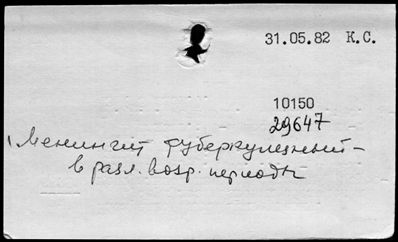 31.05.82 К.С.
10150
29647
Менингит туберкулезный –
в разл. возр. периоды